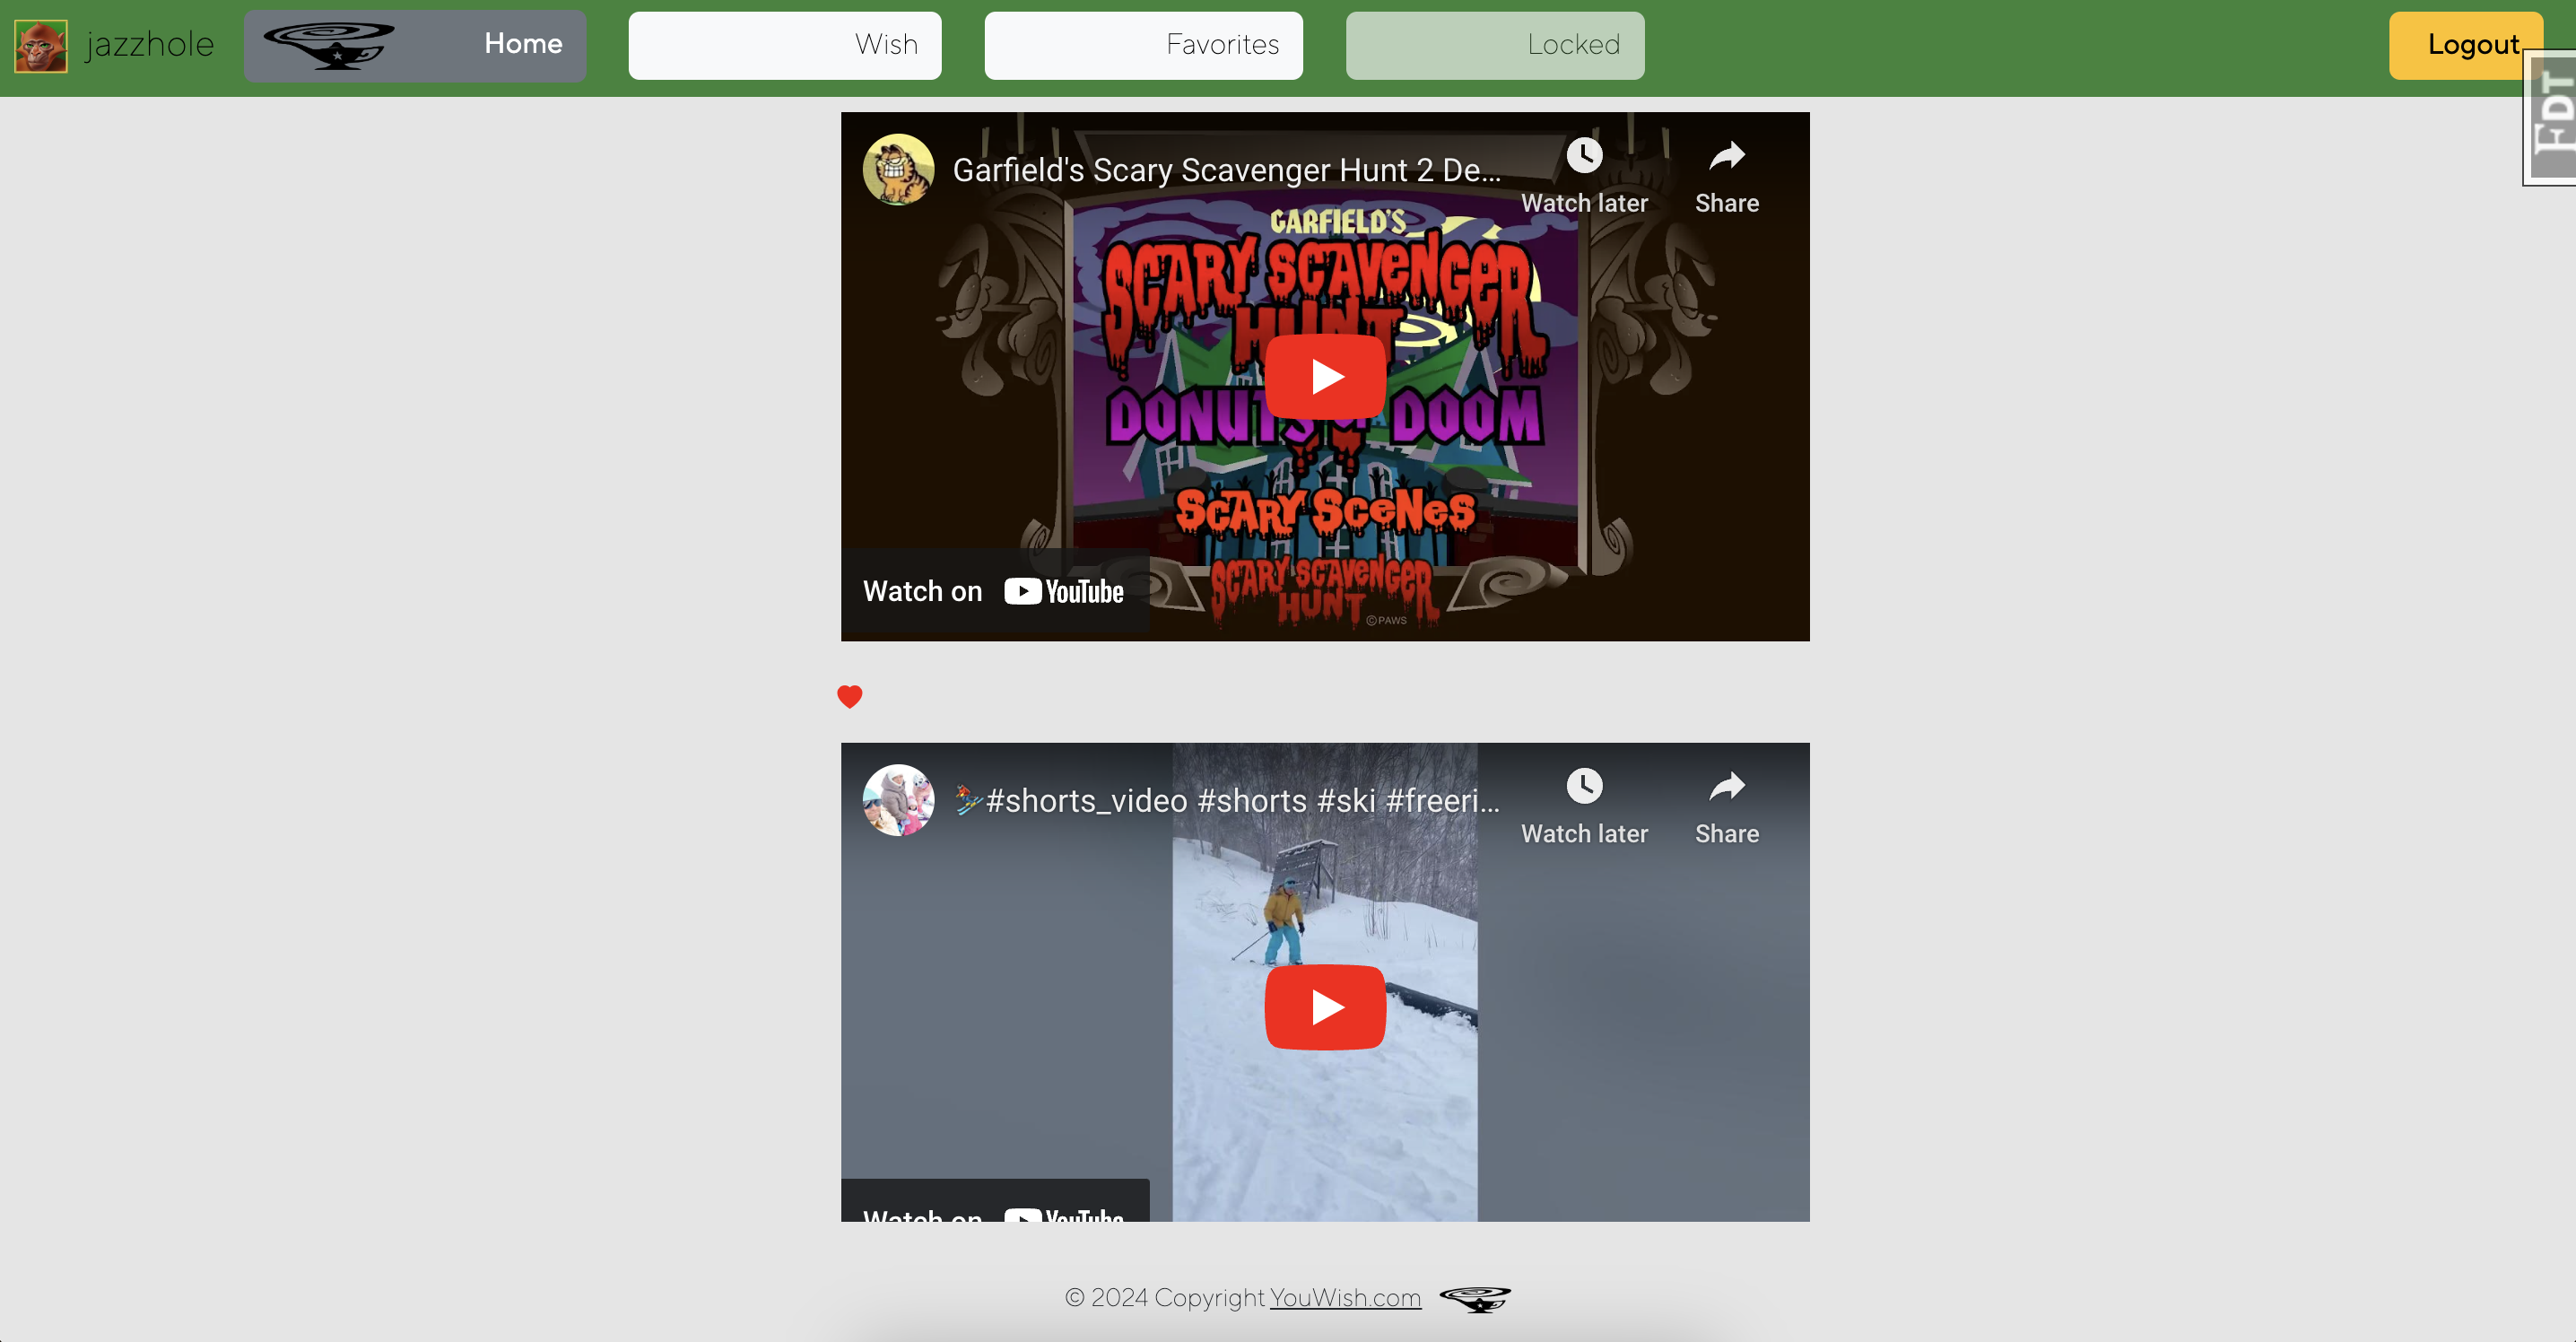 jazzhole
Home
Wish
Favorites
Locked
Logout
FDT
Garfield's Scary Scavenger Hunt 2 De...
Watch later
Share
GARFIELD'S
SCARY SCAVENGER
HUNT
DONUTS OF DOOM
SCARY SCENES
SCARY SCAVENGER
HUNT
©PAWS
Watch on YouTube
⛷#shorts_video #shorts #ski #freeri...
Watch later
Share
Watch on YouTube
© 2024 Copyright YouWish.com